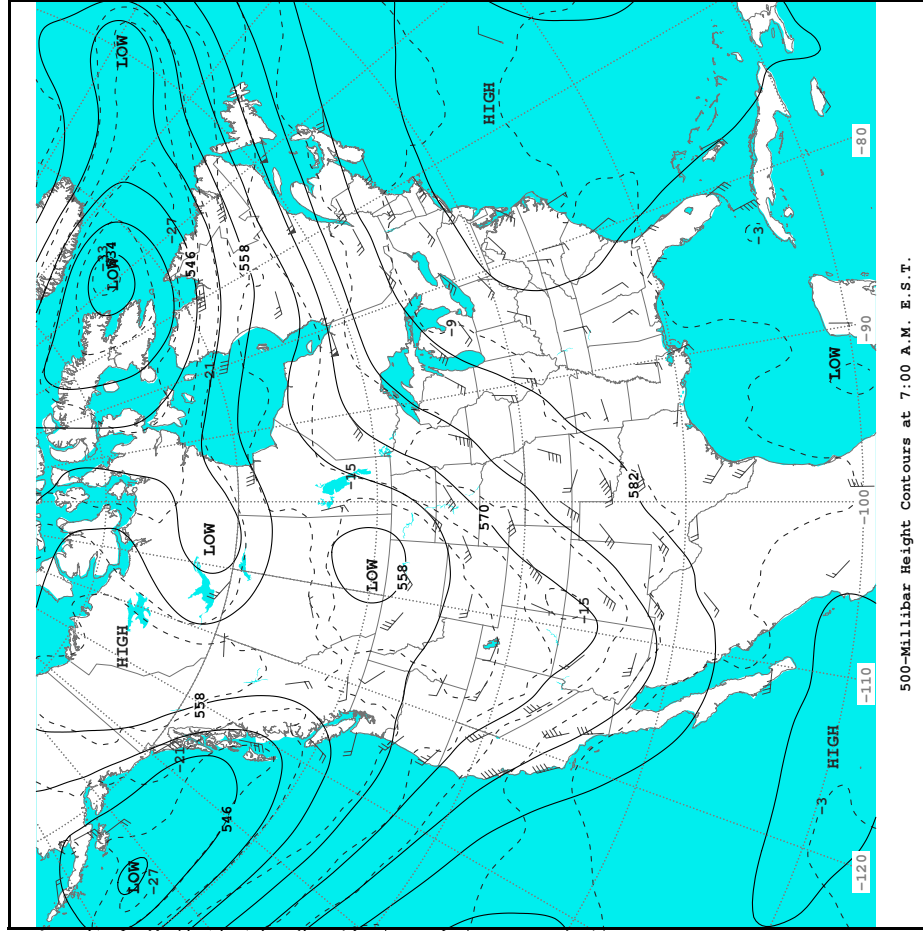 LOW
-33
534
LOW
HIGH
LOW
-27
-27
-21
546
558
LOW
-21
546
558
-15
LOW
558
-9
570
HIGH
-15
582
-3
-3
HIGH
LOW
-120
-110
-100
-90
-80
500-Millibar Height Contours at 7:00 A.M. E.S.T.